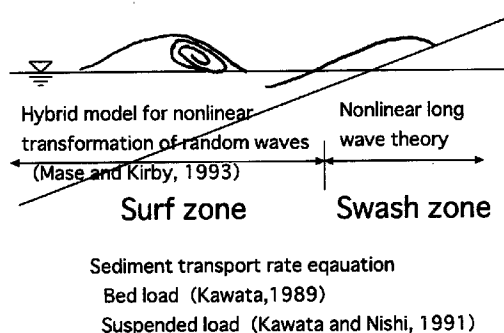 Hybrid model for nonlinear
transformation of random waves
(Mase and Kirby, 1993)
Nonlinear long
wave theory
Surf zone
Swash zone
Sediment transport rate eqauation
Bed load (Kawata,1989)
Suspended load (Kawata and Nishi, 1991)